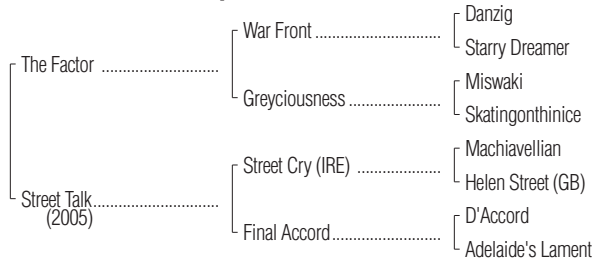 Danzig
War Front
Starry Dreamer
The Factor
Miswaki
Greyciousness
Skatingonthinice
Machiavellian
Street Cry (IRE)
Helen Street (GB)
Street Talk
(2005)
D'Accord
Final Accord
Adelaide's Lament